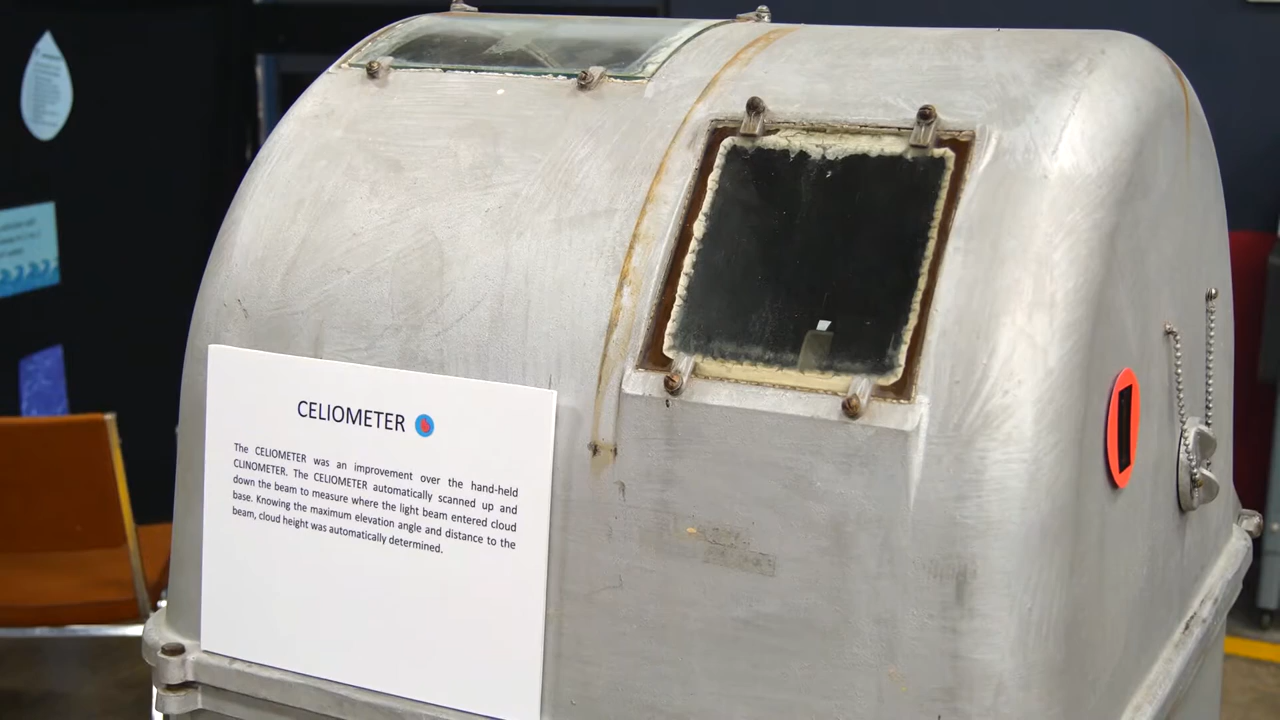 CELIOMETER
The CELIOMETER was an improvement over the hand-held
CLINOMETER. The CELIOMETER automatically scanned up and
down the beam to measure where the light beam entered cloud
base. Knowing the maximum elevation angle and distance to the
beam, cloud height was automatically determined.